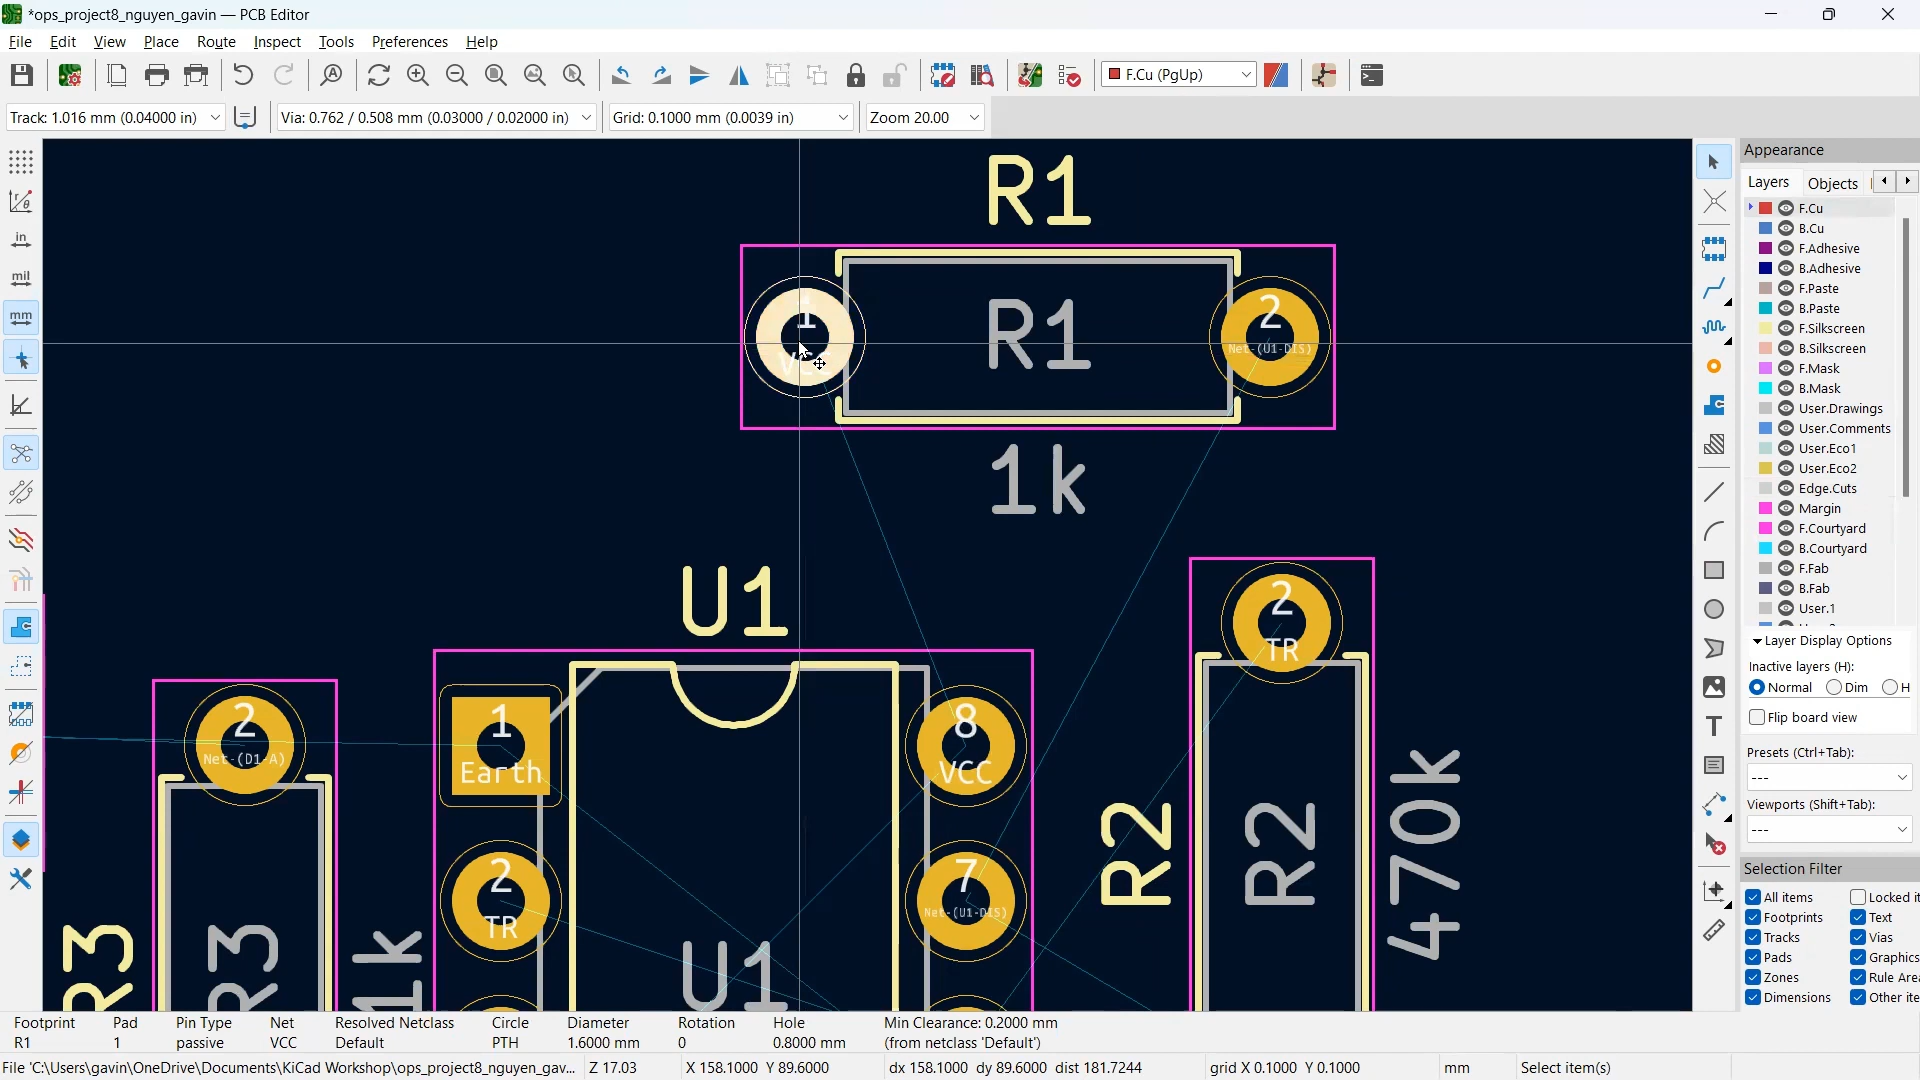 *ops_project8_nguyen_gavin — PCB Editor
File Edit View Place Route Inspect Tools Preferences Help
F.Cu (PgUp)
Track: 1.016 mm (0.04000 in) Via: 0.762 / 0.508 mm (0.03000 / 0.02000 in) Grid: 0.1000 mm (0.0039 in) Zoom 20.00
in
mil
mm
R1
1
VCC
R1
2
Net-(U1-DIS)
1k
U1
2
TR
2
Net-(D1-A)
1
Earth
8
VCC
2
TR
7
Net-(U1-DIS)
R3
R3
1k
U1
R2
R2
470k
Appearance
Layers Objects
F.Cu
B.Cu
F.Adhesive
B.Adhesive
F.Paste
B.Paste
F.Silkscreen
B.Silkscreen
F.Mask
B.Mask
User.Drawings
User.Comments
User.Eco1
User.Eco2
Edge.Cuts
Margin
F.Courtyard
B.Courtyard
F.Fab
B.Fab
User.1
Layer Display Options
Inactive layers (H):
Normal Dim H
Flip board view
Presets (Ctrl+Tab):
---
Viewports (Shift+Tab):
---
Selection Filter
All items Locked it
Footprints Text
Tracks Vias
Pads Graphics
Zones Rule Area
Dimensions Other ite
Footprint Pad Pin Type Net Resolved Netclass Circle Diameter Rotation Hole Min Clearance: 0.2000 mm
R1 1 passive VCC Default PTH 1.6000 mm 0 0.8000 mm (from netclass 'Default')
File 'C:\Users\gavin\OneDrive\Documents\KiCad Workshop\ops_project8_nguyen_gav... Z 17.03 X 158.1000 Y 89.6000 dx 158.1000 dy 89.6000 dist 181.7244 grid X 0.1000 Y 0.1000 mm Select item(s)